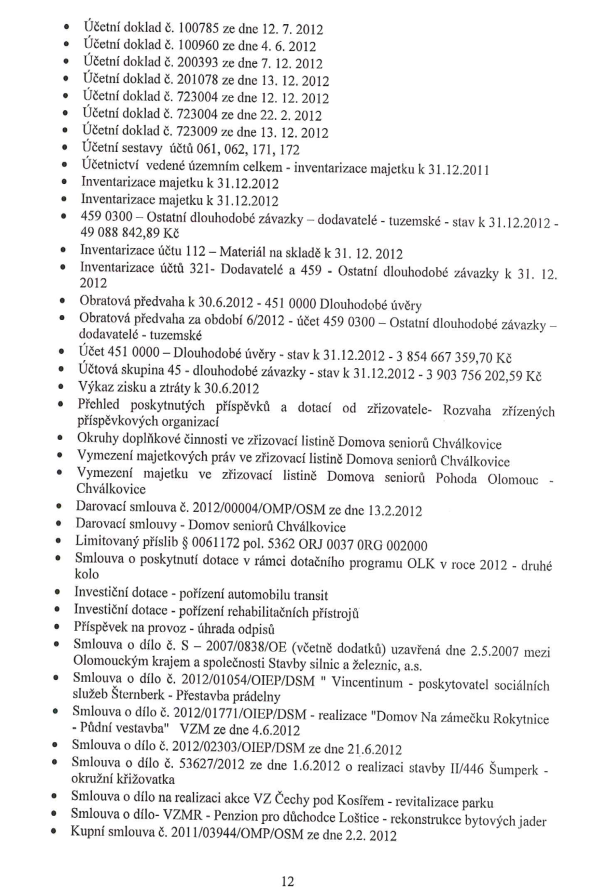 • Účetní doklad č. 100785 ze dne 12. 7. 2012
• Účetní doklad č. 100960 ze dne 4. 6. 2012
• Účetní doklad č. 200393 ze dne 7. 12. 2012
• Účetní doklad č. 201078 ze dne 13. 12. 2012
• Účetní doklad č. 723004 ze dne 12. 12. 2012
• Účetní doklad č. 723004 ze dne 22. 2. 2012
• Účetní doklad č. 723009 ze dne 13. 12. 2012
• Účetní sestavy účtů 061, 062, 171, 172
• Účetnictví vedené územním celkem - inventarizace majetku k 31.12.2011
• Inventarizace majetku k 31.12.2012
• Inventarizace majetku k 31.12.2012
• 459 0300 – Ostatní dlouhodobé závazky – dodavatelé - tuzemské - stav k 31.12.2012 -
49 088 842,89 Kč
• Inventarizace účtu 112 – Materiál na skladě k 31. 12. 2012
• Inventarizace účtů 321- Dodavatelé a 459 - Ostatní dlouhodobé závazky k 31. 12.
2012
• Obratová předvaha k 30.6.2012 - 451 0000 Dlouhodobé úvěry
• Obratová předvaha za období 6/2012 - účet 459 0300 – Ostatní dlouhodobé závazky –
dodavatelé - tuzemské
• Účet 451 0000 – Dlouhodobé úvěry - stav k 31.12.2012 - 3 854 667 359,70 Kč
• Účtová skupina 45 - dlouhodobé závazky - stav k 31.12.2012 - 3 903 756 202,59 Kč
• Výkaz zisku a ztráty k 30.6.2012
• Přehled poskytnutých příspěvků a dotací od zřizovatele- Rozvaha zřízených
příspěvkových organizací
• Okruhy doplňkové činnosti ve zřizovací listině Domova seniorů Chválkovice
• Vymezení majetkových práv ve zřizovací listině Domova seniorů Chválkovice
• Vymezení majetku ve zřizovací listině Domova seniorů Pohoda Olomouc -
Chválkovice
• Darovací smlouva č. 2012/00004/OMP/OSM ze dne 13.2.2012
• Darovací smlouvy - Domov seniorů Chválkovice
• Limitovaný příslib § 0061172 pol. 5362 ORJ 0037 0RG 002000
• Smlouva o poskytnutí dotace v rámci dotačního programu OLK v roce 2012 - druhé
kolo
• Investiční dotace - pořízení automobilu transit
• Investiční dotace - pořízení rehabilitačních přístrojů
• Příspěvek na provoz - úhrada odpisů
• Smlouva o dílo č. S – 2007/0838/OE (včetně dodatků) uzavřená dne 2.5.2007 mezi
Olomouckým krajem a společnosti Stavby silnic a železnic, a.s.
• Smlouva o dílo č. 2012/01054/OIEP/DSM " Vincentinum - poskytovatel sociálních
služeb Šternberk - Přestavba prádelny
• Smlouva o dílo č. 2012/01771/OIEP/DSM - realizace "Domov Na zámečku Rokytnice
- Půdní vestavba" VZM ze dne 4.6.2012
• Smlouva o dílo č. 2012/02303/OIEP/DSM ze dne 21.6.2012
• Smlouva o dílo č. 53627/2012 ze dne 1.6.2012 o realizaci stavby II/446 Šumperk -
okružní křižovatka
• Smlouva o dílo na realizaci akce VZ Čechy pod Kosířem - revitalizace parku
• Smlouva o dílo- VZMR - Penzion pro důchodce Loštice - rekonstrukce bytových jader
• Kupní smlouva č. 2011/03944/OMP/OSM ze dne 2.2. 2012
12